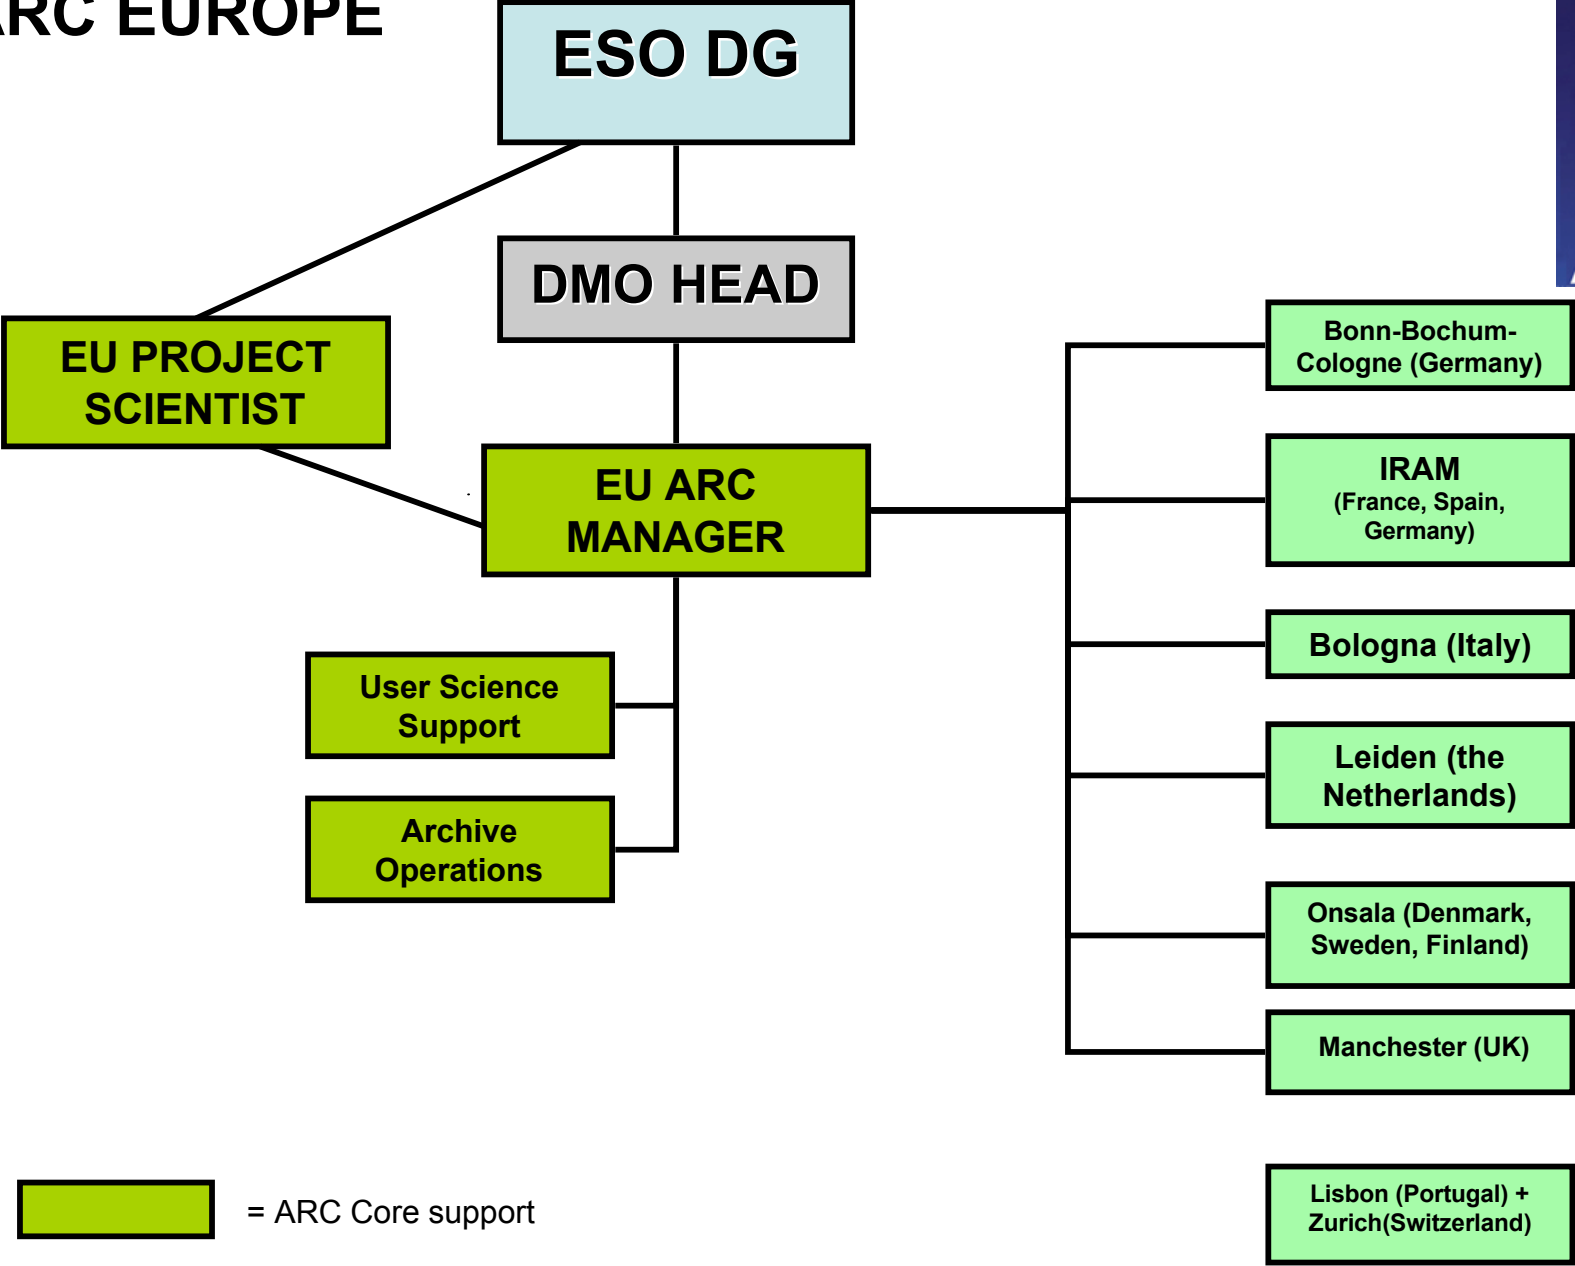 ARC EUROPE
ESO DG
DMO HEAD
EU PROJECT
SCIENTIST
EU ARC
MANAGER
User Science
Support
Archive
Operations
Bonn-Bochum-
Cologne (Germany)
IRAM
(France, Spain,
Germany)
Bologna (Italy)
Leiden (the
Netherlands)
Onsala (Denmark,
Sweden, Finland)
Manchester (UK)
Lisbon (Portugal) +
Zurich(Switzerland)
= ARC Core support